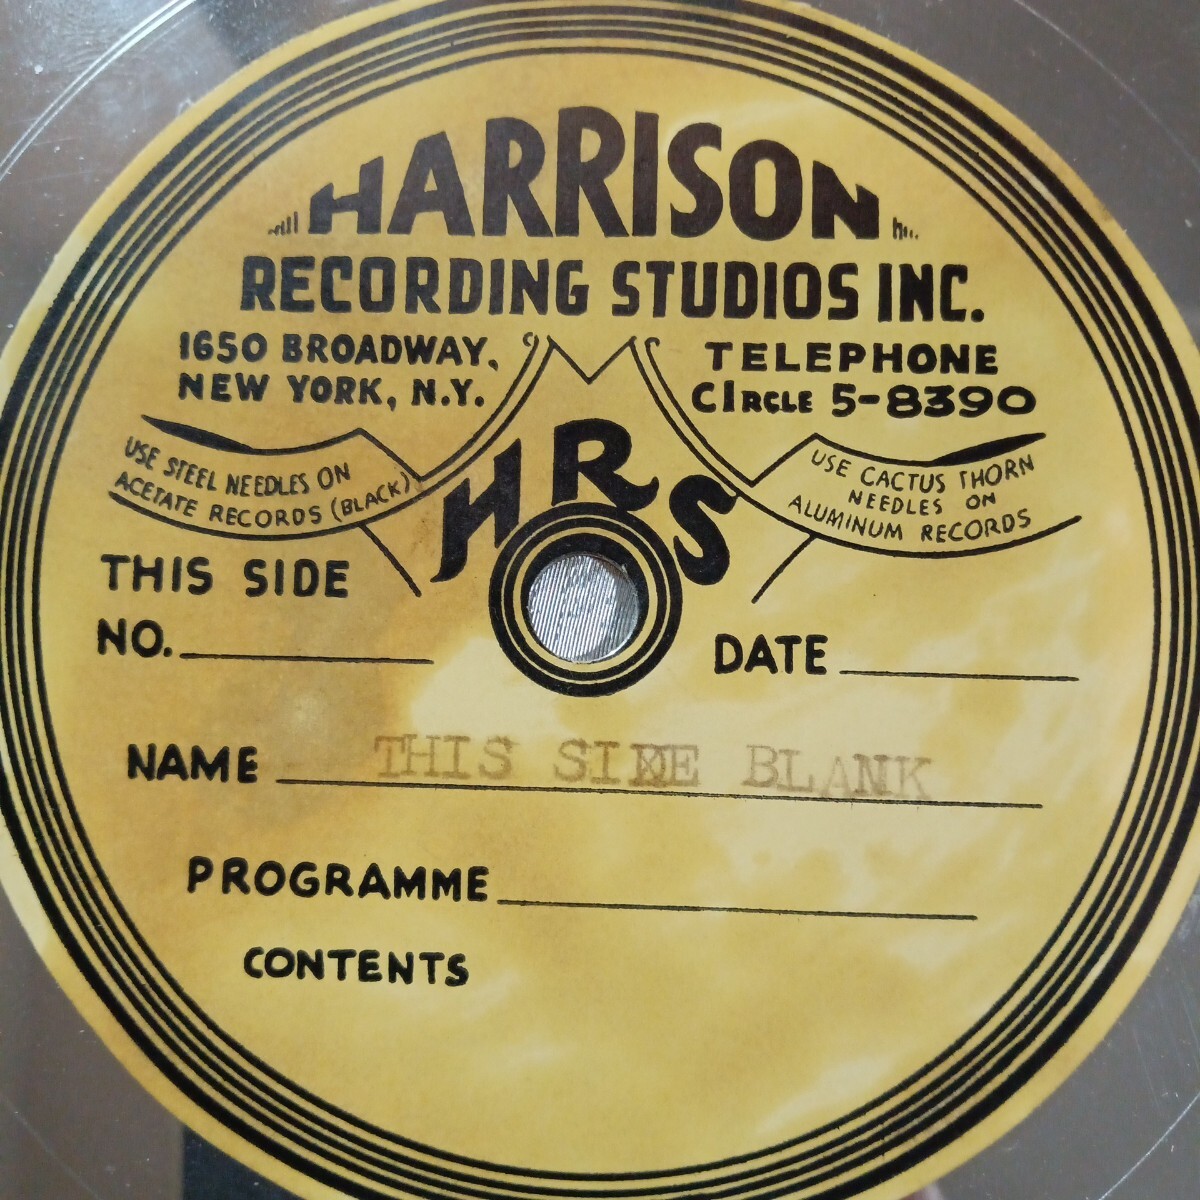 HARRISON
RECORDING STUDIOS INC.
1650 BROADWAY,
NEW YORK, N.Y.
TELEPHONE
CIRCLE 5-8390
USE STEEL NEEDLES ON
ACETATE RECORDS (BLACK)
HRS
USE CACTUS THORN
NEEDLES ON
ALUMINUM RECORDS
THIS SIDE
NO.
DATE
NAME THIS SIDE BLANK
PROGRAMME
CONTENTS